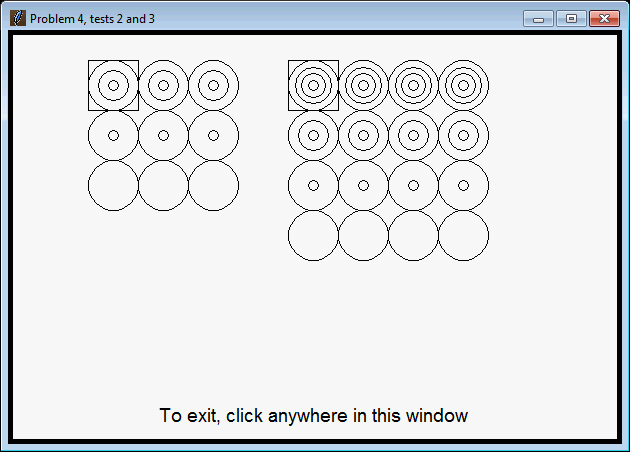 Problem 4, tests 2 and 3
To exit, click anywhere in this window